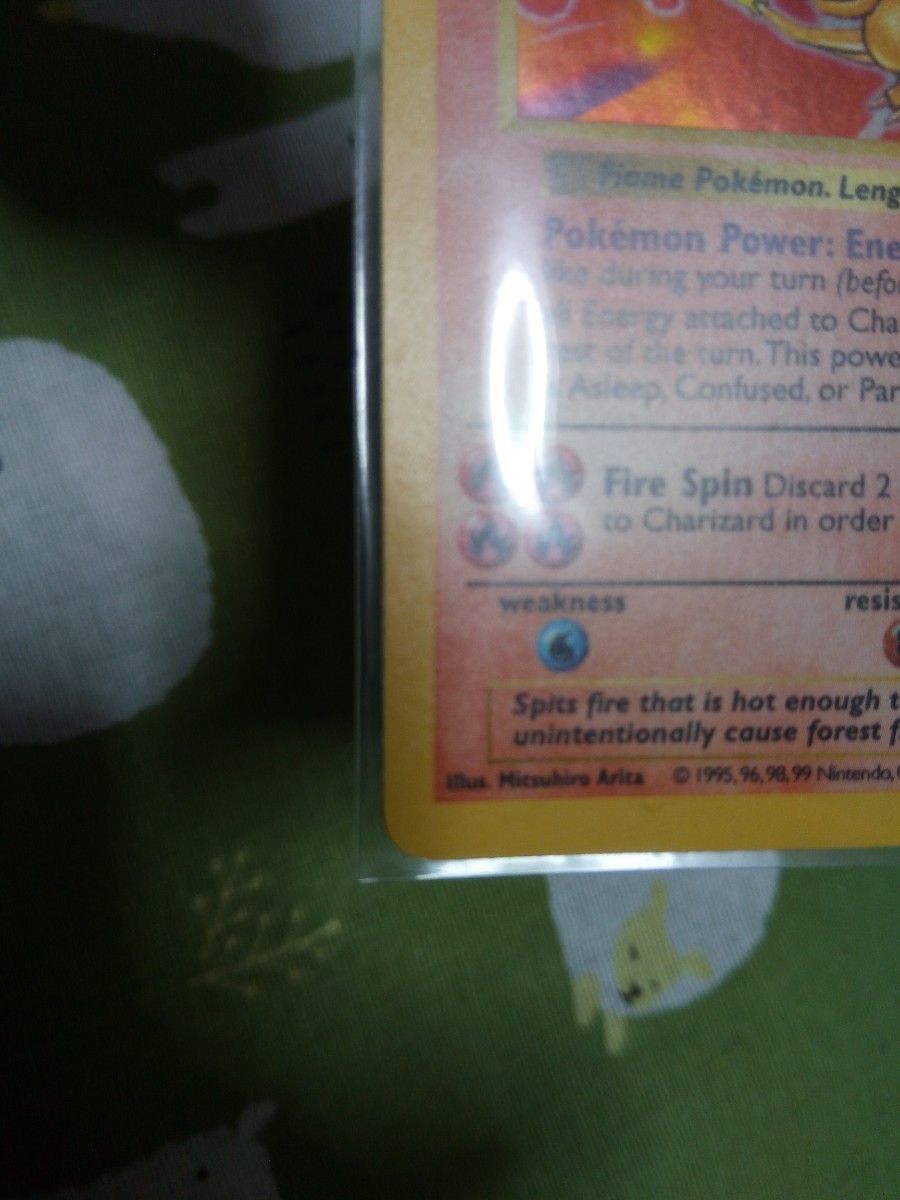 Flame Pokémon. Leng
Pokémon Power: Ene
ke during your turn (befo
Energy attached to Cha
est of the turn. This powe
Asleep, Confused, or Par
Fire Spin Discard 2
to Charizard in order
weakness resis
Spits fire that is hot enough t
unintentionally cause forest f
Illus. Mitsuhiro Arita © 1995, 96, 98, 99 Nintendo,